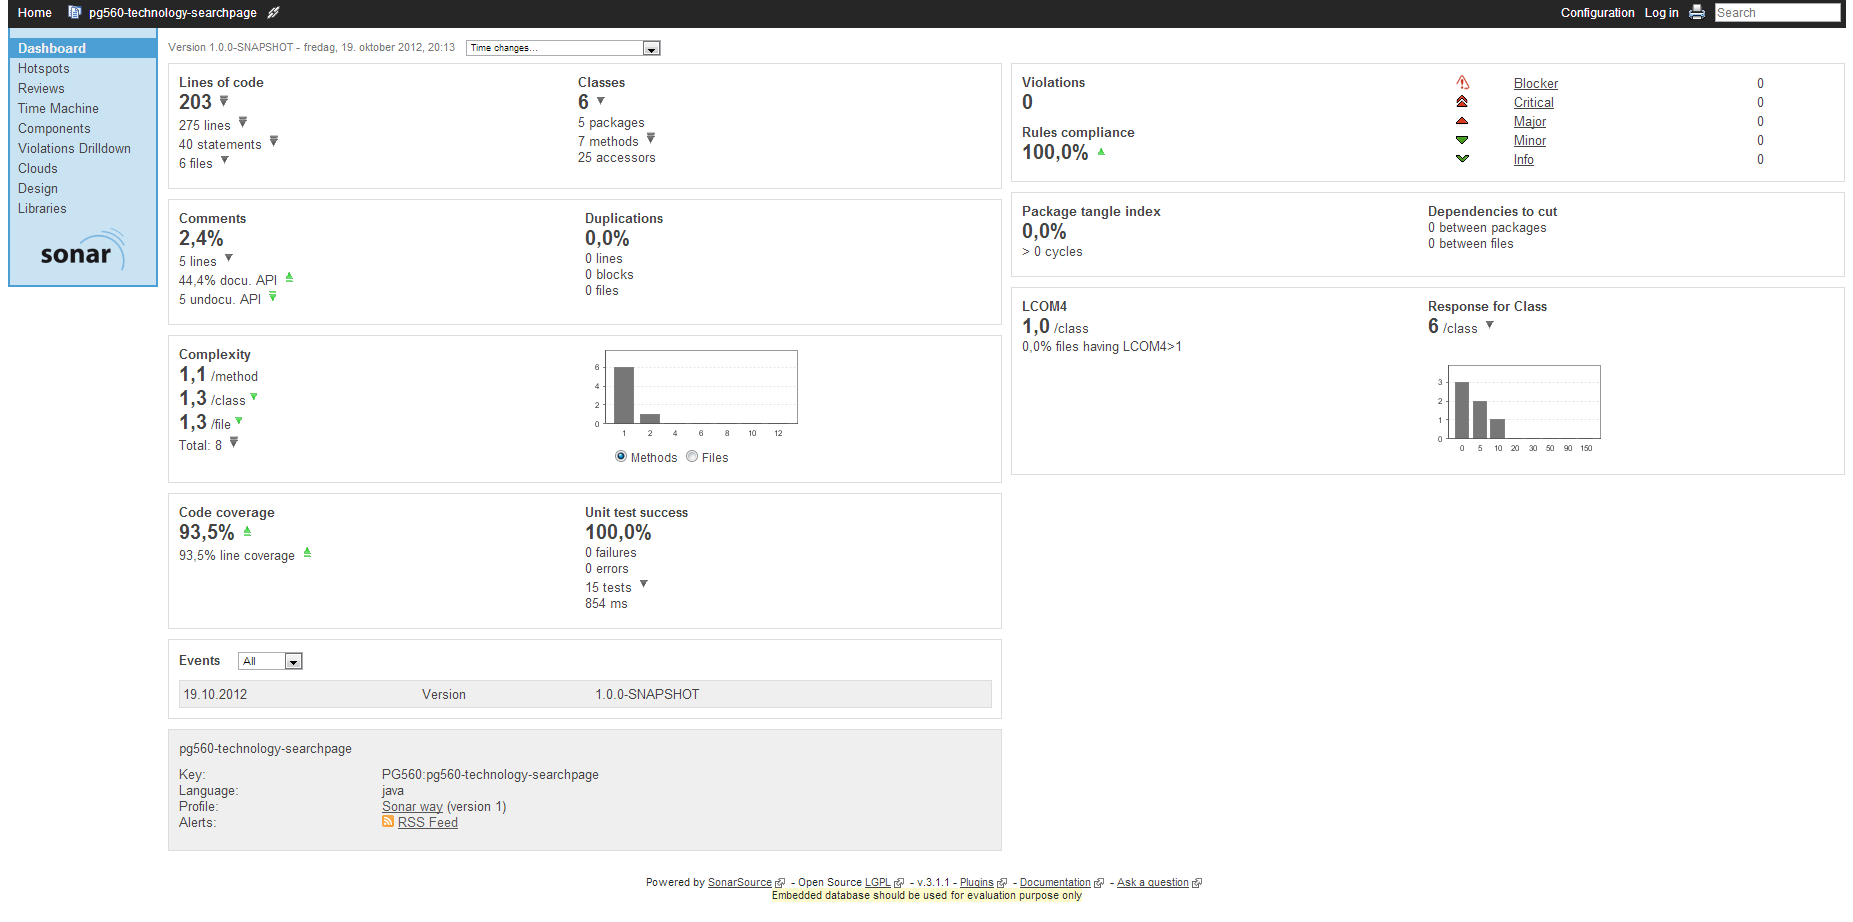 Home pg560-technology-searchpage Configuration Log in Search
Dashboard
Hotspots
Reviews
Time Machine
Components
Violations Drilldown
Clouds
Design
Libraries
sonar
Version 1.0.0-SNAPSHOT - fredag, 19. oktober 2012, 20:13 Time changes...
Lines of code
203
275 lines
40 statements
6 files
Classes
6
5 packages
7 methods
25 accessors
Comments
2,4%
5 lines
44,4% docu. API
5 undocu. API
Duplications
0,0%
0 lines
0 blocks
0 files
Complexity
1,1 /method
1,3 /class
1,3 /file
Total: 8
6
4
2
0
1 2 4 6 8 10 12
Methods Files
Code coverage
93,5%
93,5% line coverage
Unit test success
100,0%
0 failures
0 errors
15 tests
854 ms
Events All
19.10.2012 Version 1.0.0-SNAPSHOT
pg560-technology-searchpage
Key: PG560:pg560-technology-searchpage
Language: java
Profile: Sonar way (version 1)
Alerts: RSS Feed
Violations
0
Rules compliance
100,0%
Blocker 0
Critical 0
Major 0
Minor 0
Info 0
Package tangle index
0,0%
> 0 cycles
Dependencies to cut
0 between packages
0 between files
LCOM4
1,0 /class
0,0% files having LCOM4>1
Response for Class
6 /class
3
2
1
0
0 5 10 20 30 50 90 150
Powered by SonarSource - Open Source LGPL - v.3.1.1 - Plugins - Documentation - Ask a question
Embedded database should be used for evaluation purpose only